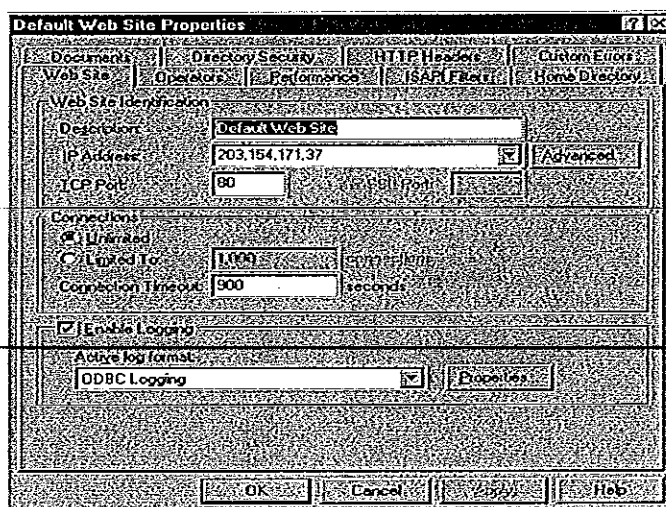 Default Web Site Properties
Documents Directory Security HTTP Headers Custom Errors
Web Site Operators Performance ISAPI Filters Home Directory
Web Site Identification
Description: Default Web Site
IP Address: 203.154.171.37 Advanced...
TCP Port: 80 SSL Port:
Connections
Unlimited
Limited To: 1,000 connections
Connection Timeout: 900 seconds
Enable Logging
Active log format:
ODBC Logging Properties...
OK Cancel Apply Help